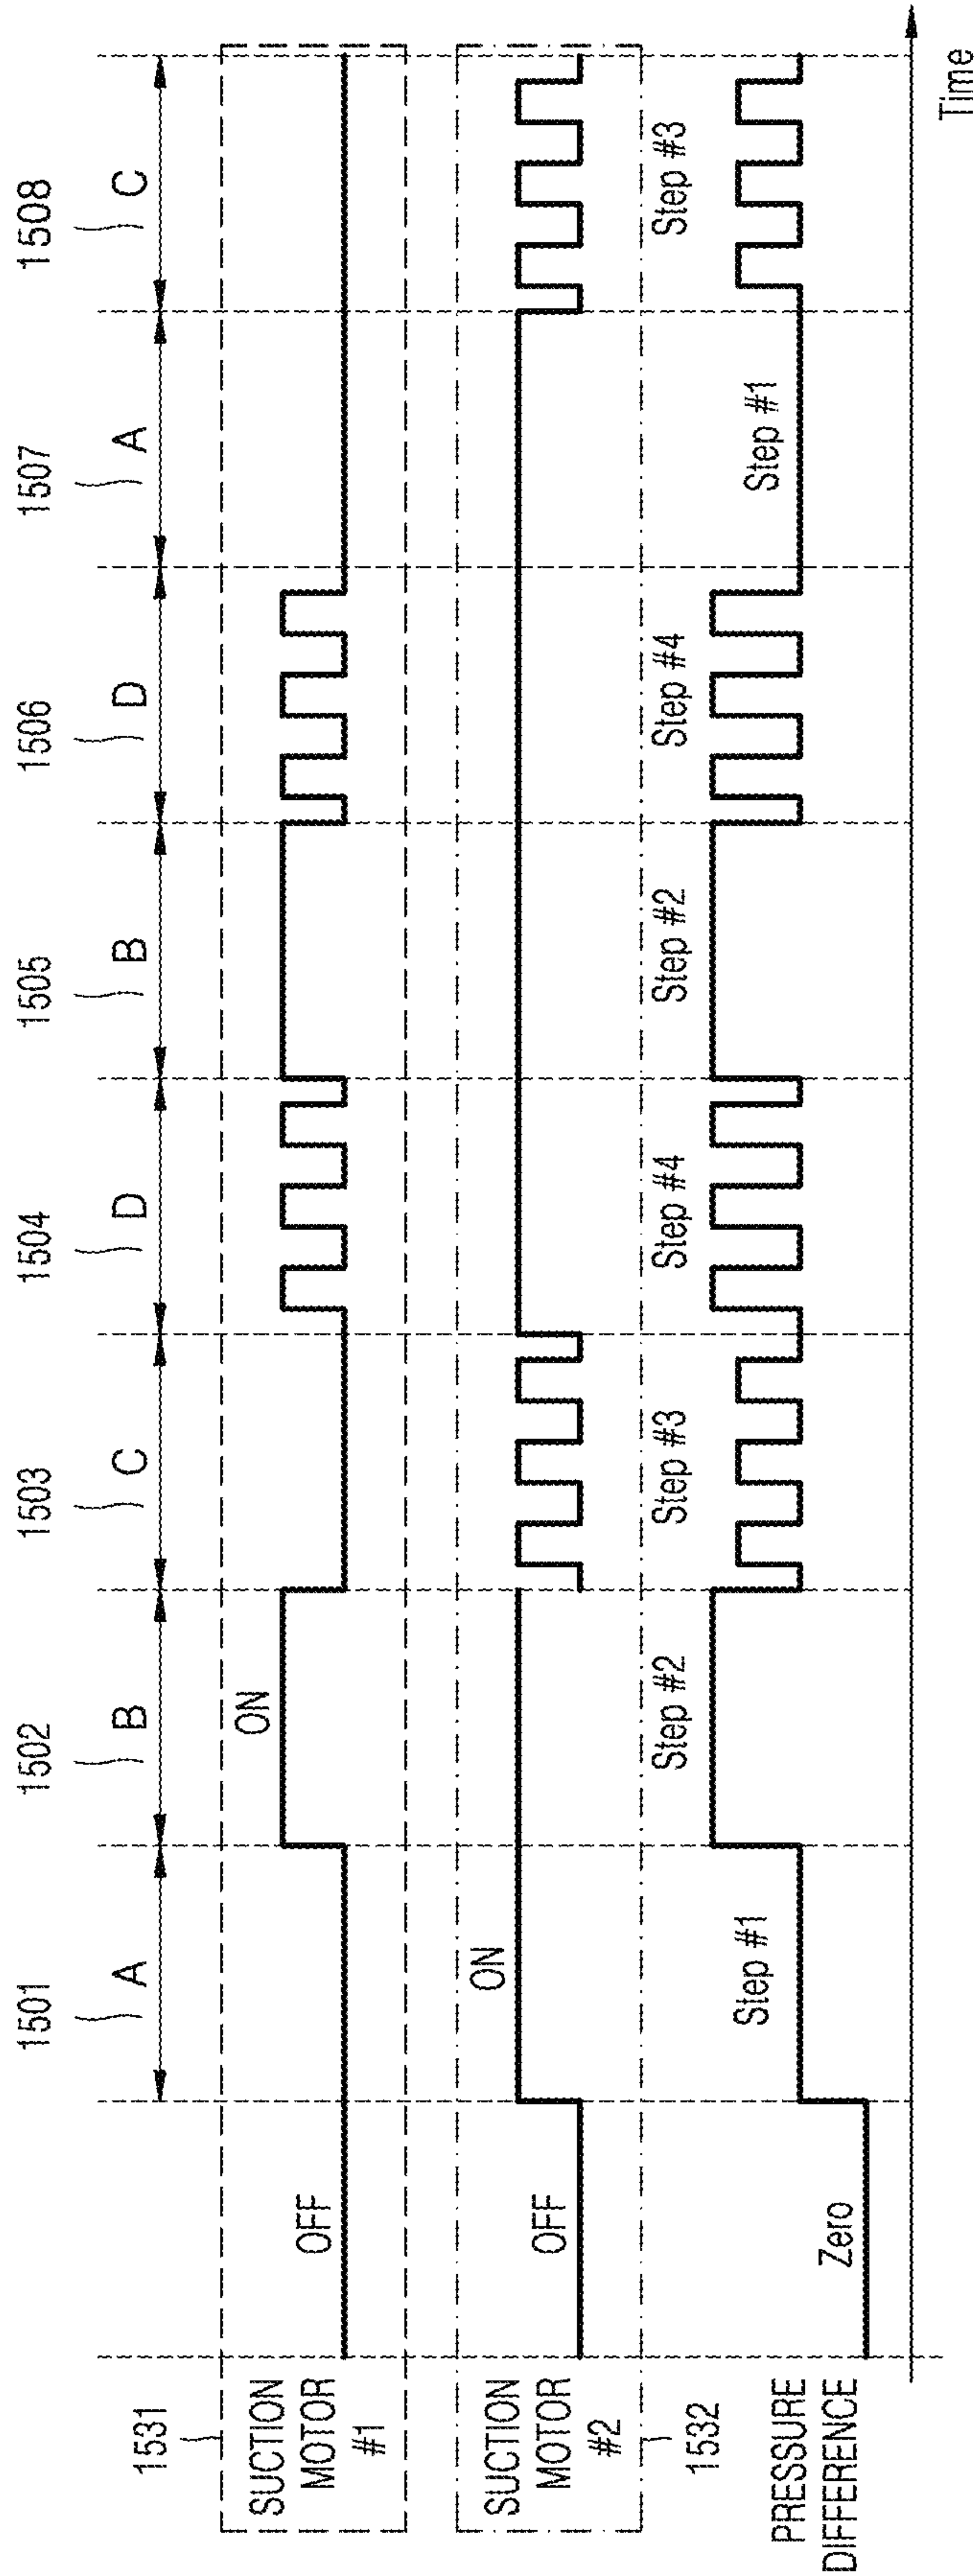 1501
1502
1503
1504
1505
1506
1507
1508
A
B
C
D
B
D
A
C
1531
SUCTION
MOTOR
#1
OFF
ON
SUCTION
MOTOR
#2
1532
OFF
ON
PRESSURE
DIFFERENCE
Zero
Step #1
Step #2
Step #3
Step #4
Step #2
Step #4
Step #1
Step #3
Time